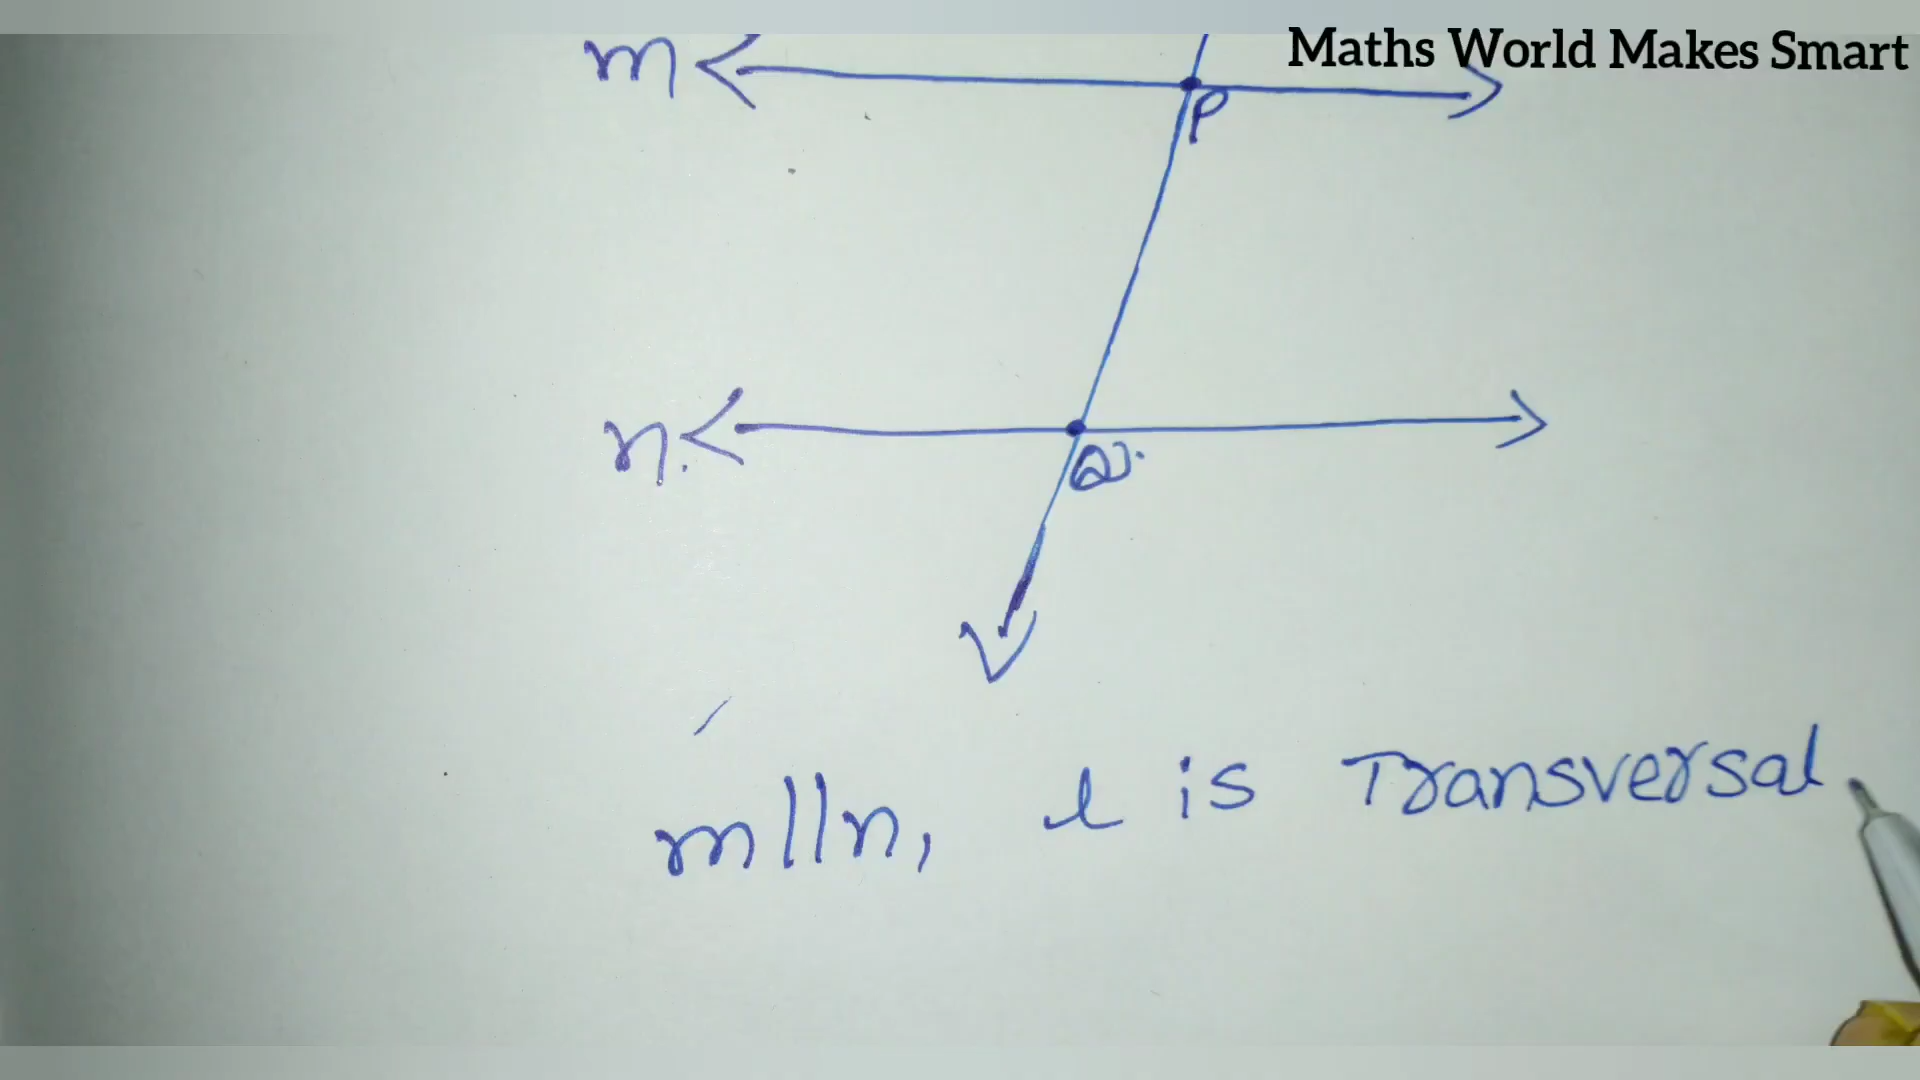 Maths World Makes Smart
m
P
n.
Q
m||n, l is Transversal